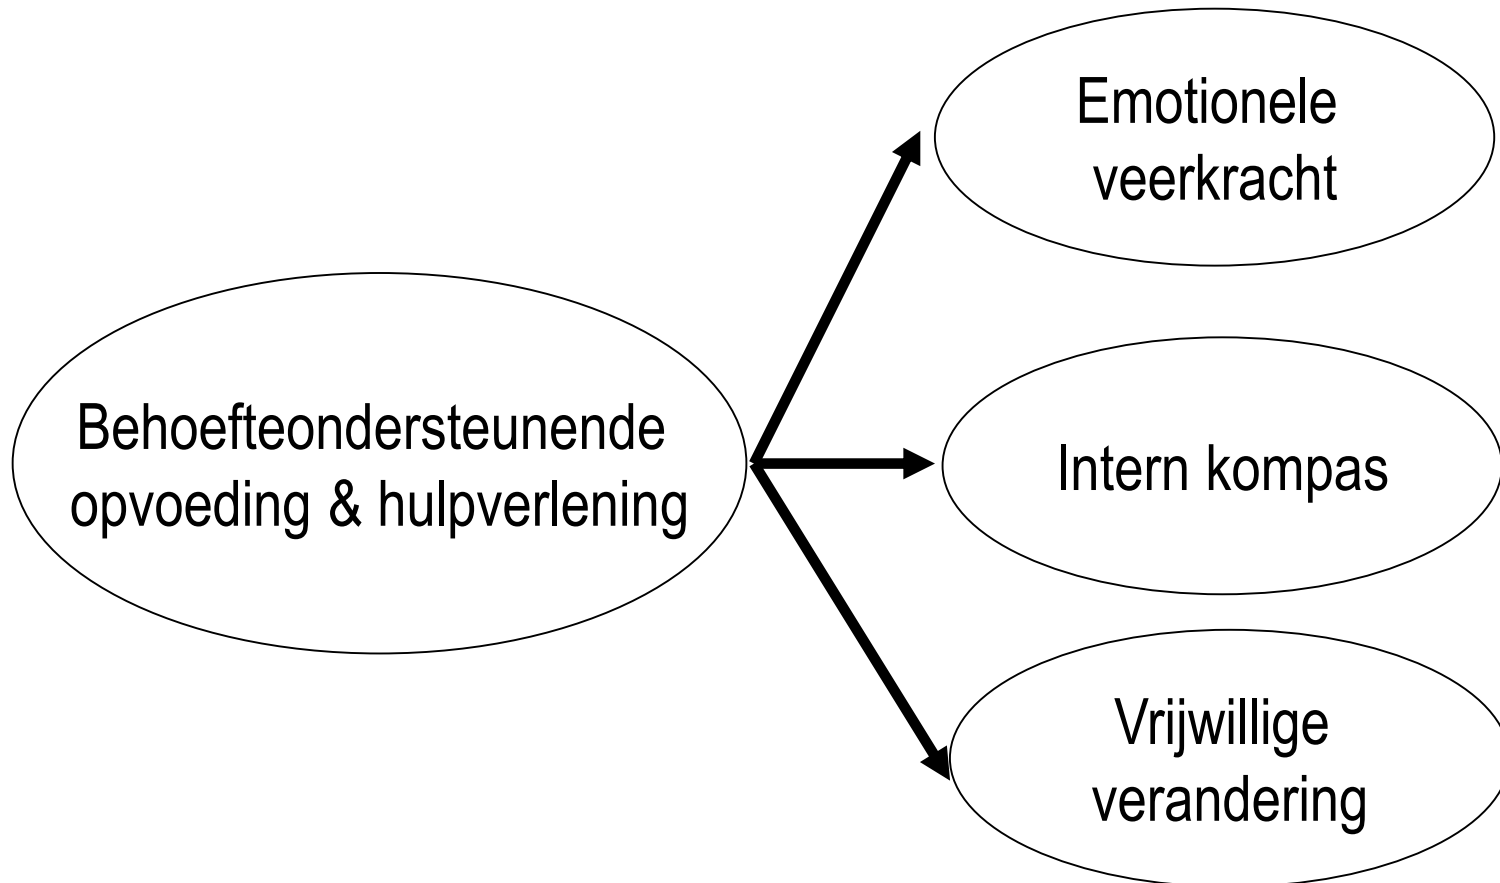 Emotionele
veerkracht
Behoefteondersteunende
opvoeding & hulpverlening
Intern kompas
Vrijwillige
verandering